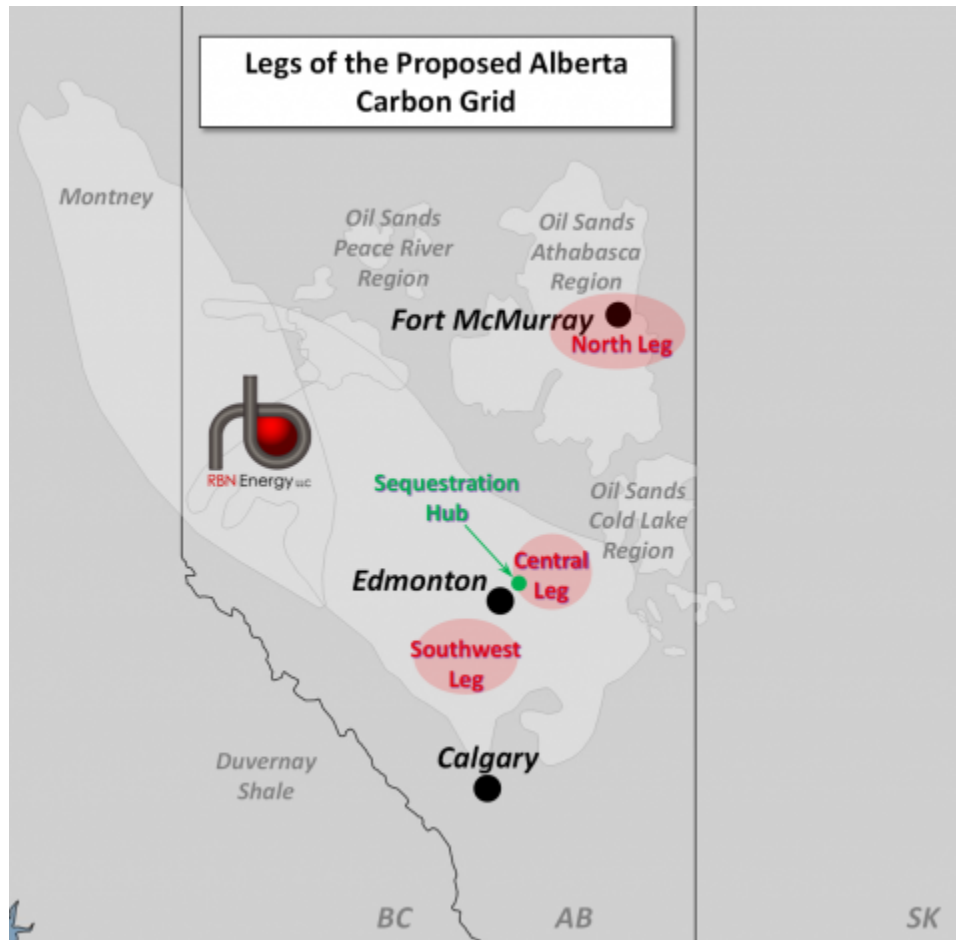 Legs of the Proposed Alberta
Carbon Grid
Montney
Oil Sands
Peace River
Region
Oil Sands
Athabasca
Region
Fort McMurray
North Leg
RBN Energy LLC
Sequestration
Hub
Oil Sands
Cold Lake
Region
Central
Leg
Edmonton
Southwest
Leg
Calgary
Duvernay
Shale
BC
AB
SK